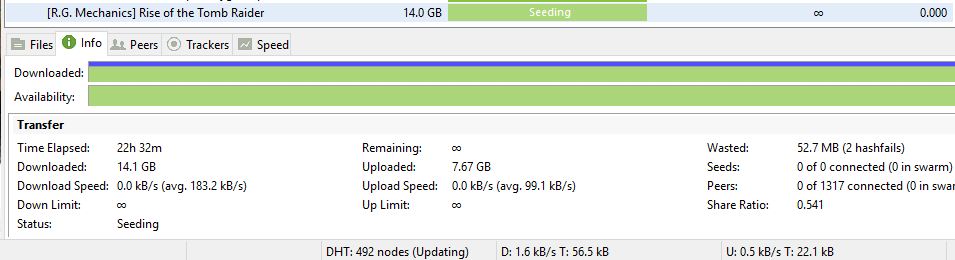 [R.G. Mechanics] Rise of the Tomb Raider 14.0 GB Seeding ∞ 0.000
Files Info Peers Trackers Speed
Downloaded:
Availability:
Transfer
Time Elapsed: 22h 32m Remaining: ∞ Wasted: 52.7 MB (2 hashfails)
Downloaded: 14.1 GB Uploaded: 7.67 GB Seeds: 0 of 0 connected (0 in swarm)
Download Speed: 0.0 kB/s (avg. 183.2 kB/s) Upload Speed: 0.0 kB/s (avg. 99.1 kB/s) Peers: 0 of 1317 connected (0 in swarm
Down Limit: ∞ Up Limit: ∞ Share Ratio: 0.541
Status: Seeding
DHT: 492 nodes (Updating) D: 1.6 kB/s T: 56.5 kB U: 0.5 kB/s T: 22.1 kB